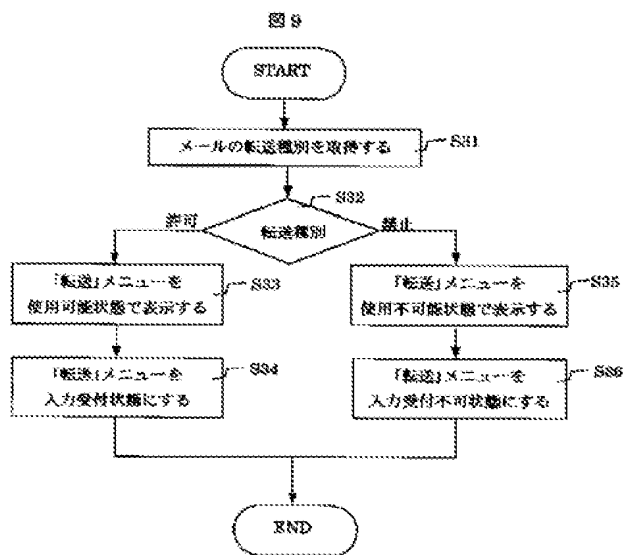 図 9
START
メールの転送種別を取得する
S31
S32
転送種別
許可
禁止
「転送」メニューを
使用可能状態で表示する
S33
「転送」メニューを
使用不可能状態で表示する
S35
「転送」メニューを
入力受付状態にする
S34
「転送」メニューを
入力受付不可状態にする
S36
END